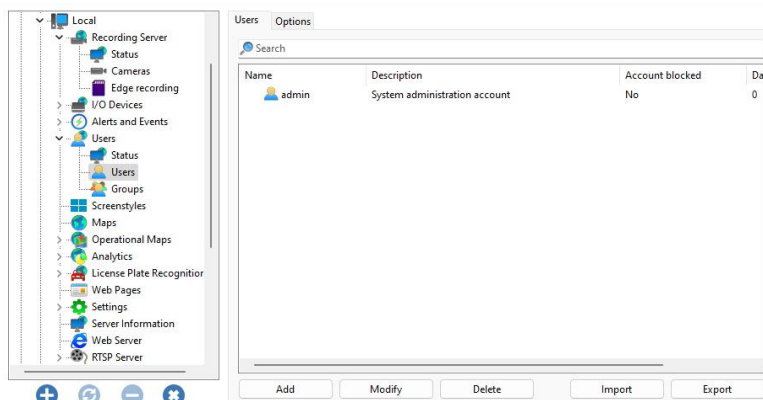 Local
Recording Server
Status
Cameras
Edge recording
I/O Devices
Alerts and Events
Users
Status
Users
Groups
Screenstyles
Maps
Operational Maps
Analytics
License Plate Recognition
Web Pages
Settings
Server Information
Web Server
RTSP Server
Users Options
Search
Name Description Account blocked Da
admin System administration account No 0
Add Modify Delete Import Export